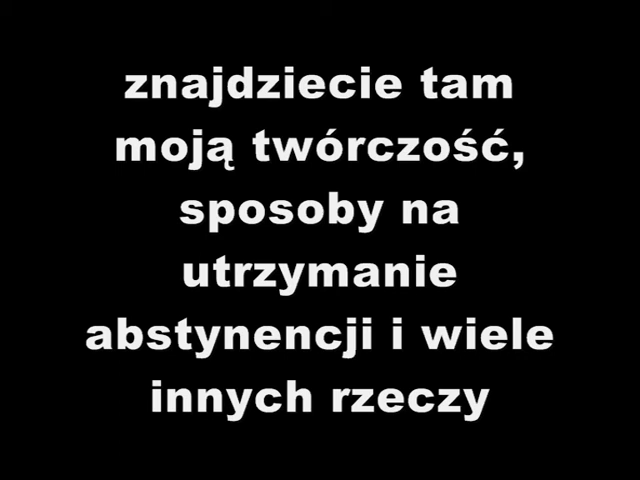 znajdziecie tam
moją twórczość,
sposoby na
utrzymanie
abstynencji i wiele
innych rzeczy